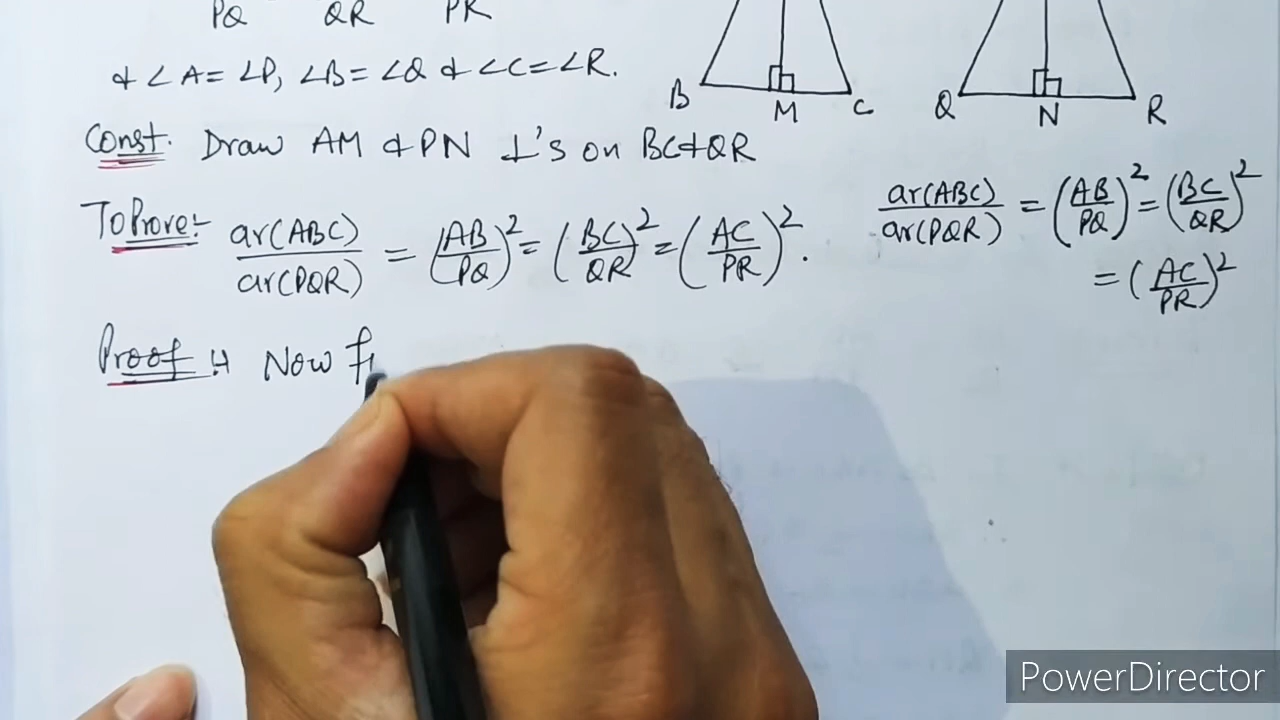 PQ QR PR
& ∠A = ∠P, ∠B = ∠Q & ∠C = ∠R.
B M C Q N R
Const. Draw AM & PN ⊥'s on BC & QR
To Prove:- ar(ABC)/ar(PQR) = (AB/PQ)² = (BC/QR)² = (AC/PR)².
ar(ABC)/ar(PQR) = (AB/PQ)² = (BC/QR)²
= (AC/PR)²
Proof :- Now
PowerDirector